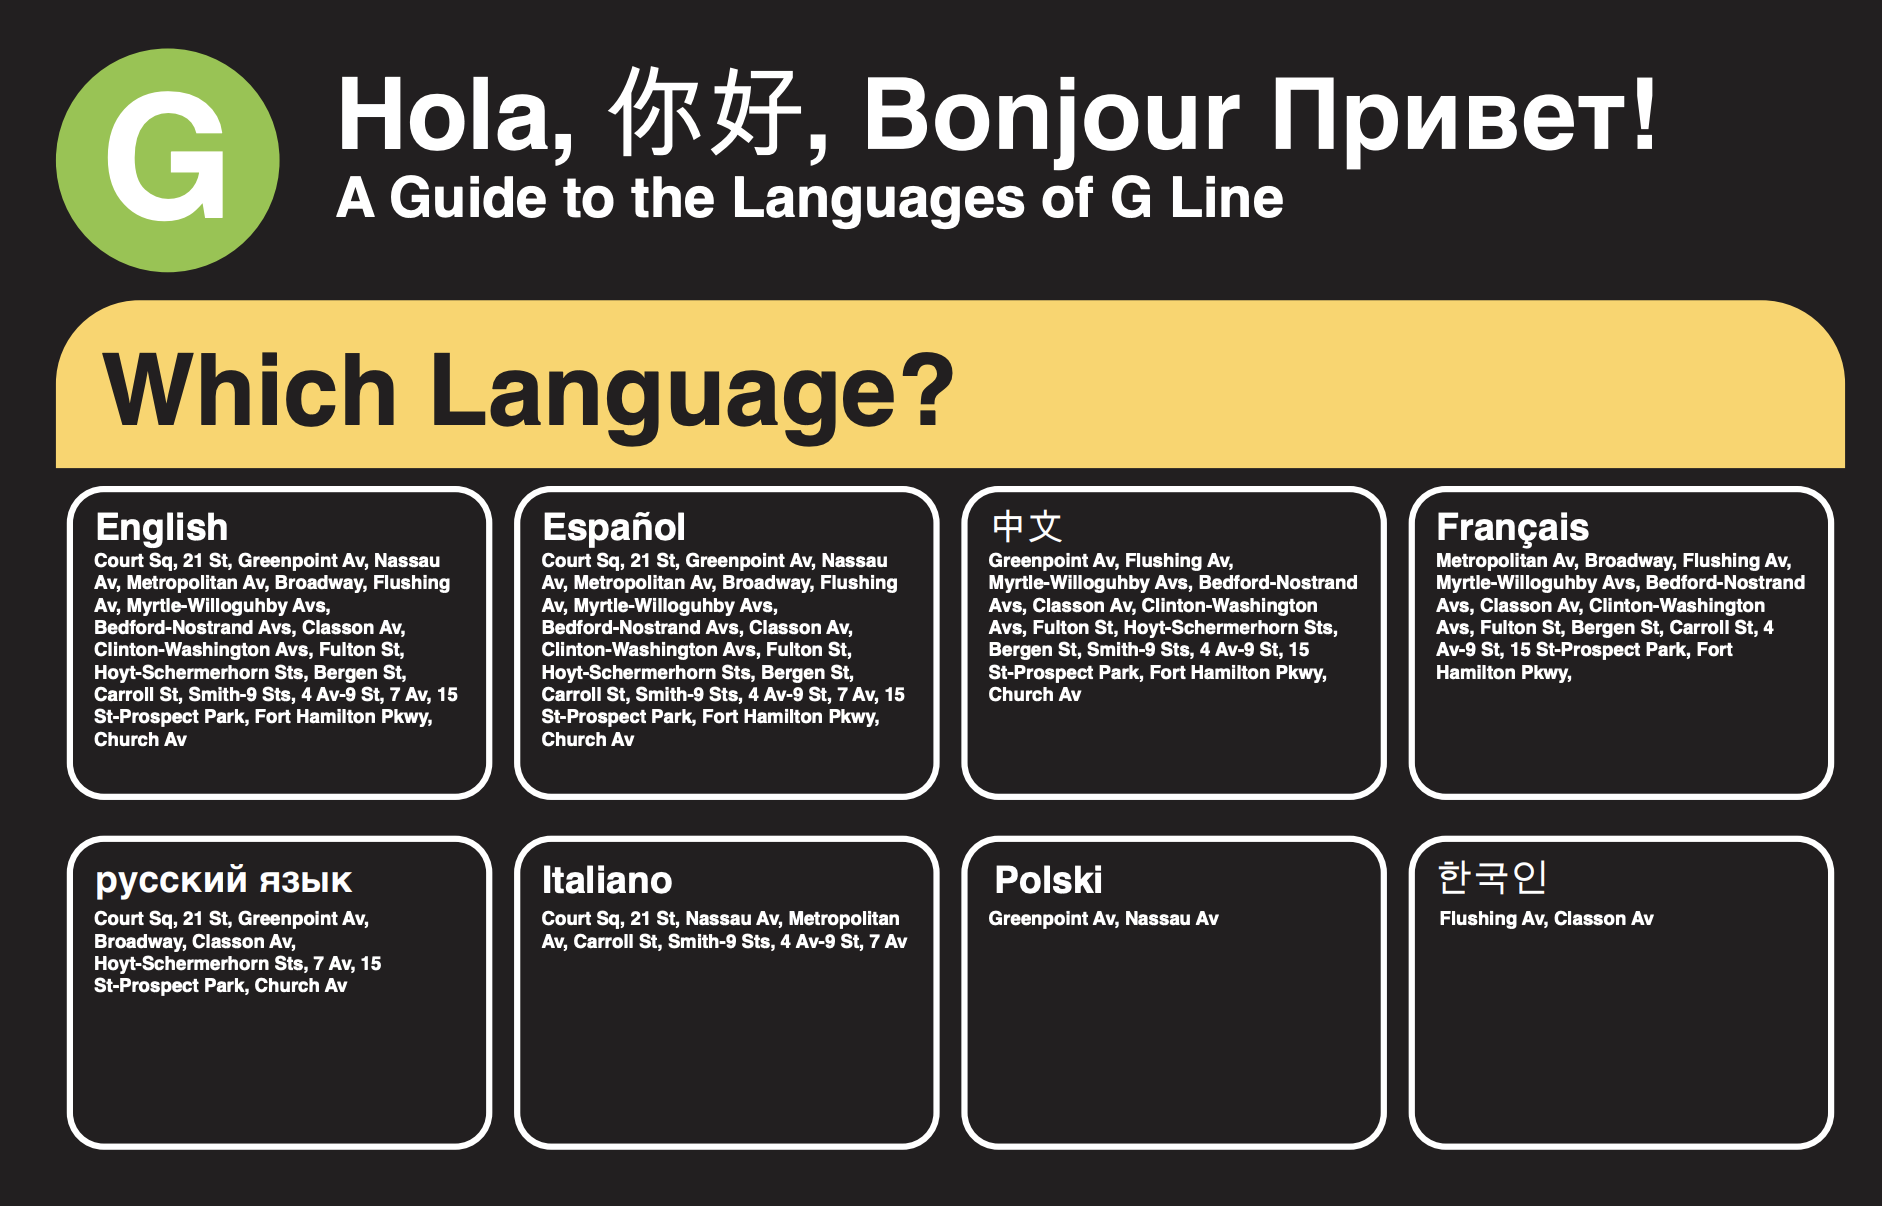 G
Hola, 你好, Bonjour Привет!
A Guide to the Languages of G Line
Which Language?
English
Court Sq, 21 St, Greenpoint Av, Nassau
Av, Metropolitan Av, Broadway, Flushing
Av, Myrtle-Willoguhby Avs,
Bedford-Nostrand Avs, Classon Av,
Clinton-Washington Avs, Fulton St,
Hoyt-Schermerhorn Sts, Bergen St,
Carroll St, Smith-9 Sts, 4 Av-9 St, 7 Av, 15
St-Prospect Park, Fort Hamilton Pkwy,
Church Av
Español
Court Sq, 21 St, Greenpoint Av, Nassau
Av, Metropolitan Av, Broadway, Flushing
Av, Myrtle-Willoguhby Avs,
Bedford-Nostrand Avs, Classon Av,
Clinton-Washington Avs, Fulton St,
Hoyt-Schermerhorn Sts, Bergen St,
Carroll St, Smith-9 Sts, 4 Av-9 St, 7 Av, 15
St-Prospect Park, Fort Hamilton Pkwy,
Church Av
中文
Greenpoint Av, Flushing Av,
Myrtle-Willoguhby Avs, Bedford-Nostrand
Avs, Classon Av, Clinton-Washington
Avs, Fulton St, Hoyt-Schermerhorn Sts,
Bergen St, Smith-9 Sts, 4 Av-9 St, 15
St-Prospect Park, Fort Hamilton Pkwy,
Church Av
Français
Metropolitan Av, Broadway, Flushing Av,
Myrtle-Willoguhby Avs, Bedford-Nostrand
Avs, Classon Av, Clinton-Washington
Avs, Fulton St, Bergen St, Carroll St, 4
Av-9 St, 15 St-Prospect Park, Fort
Hamilton Pkwy,
русский язык
Court Sq, 21 St, Greenpoint Av,
Broadway, Classon Av,
Hoyt-Schermerhorn Sts, 7 Av, 15
St-Prospect Park, Church Av
Italiano
Court Sq, 21 St, Nassau Av, Metropolitan
Av, Carroll St, Smith-9 Sts, 4 Av-9 St, 7 Av
Polski
Greenpoint Av, Nassau Av
한국인
Flushing Av, Classon Av